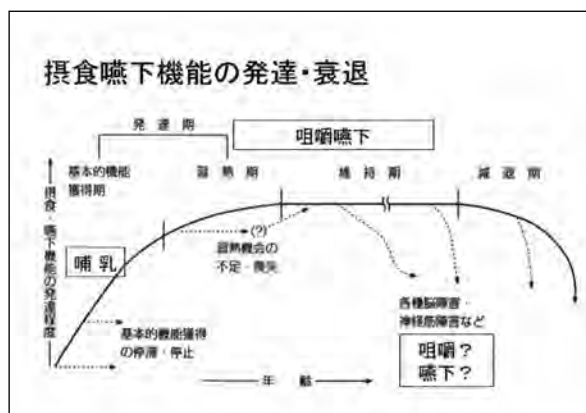 摂食嚥下機能の発達・衰退
発達期
咀嚼嚥下
基本的機能
獲得期
習熟期
維持期
減退期
摂食・嚥下機能の発達程度
哺乳
(?)
習熟機会の
不足・喪失
基本的機能獲得
の停滞・停止
各種脳障害・
神経筋障害など
咀嚼？
嚥下？
年齢